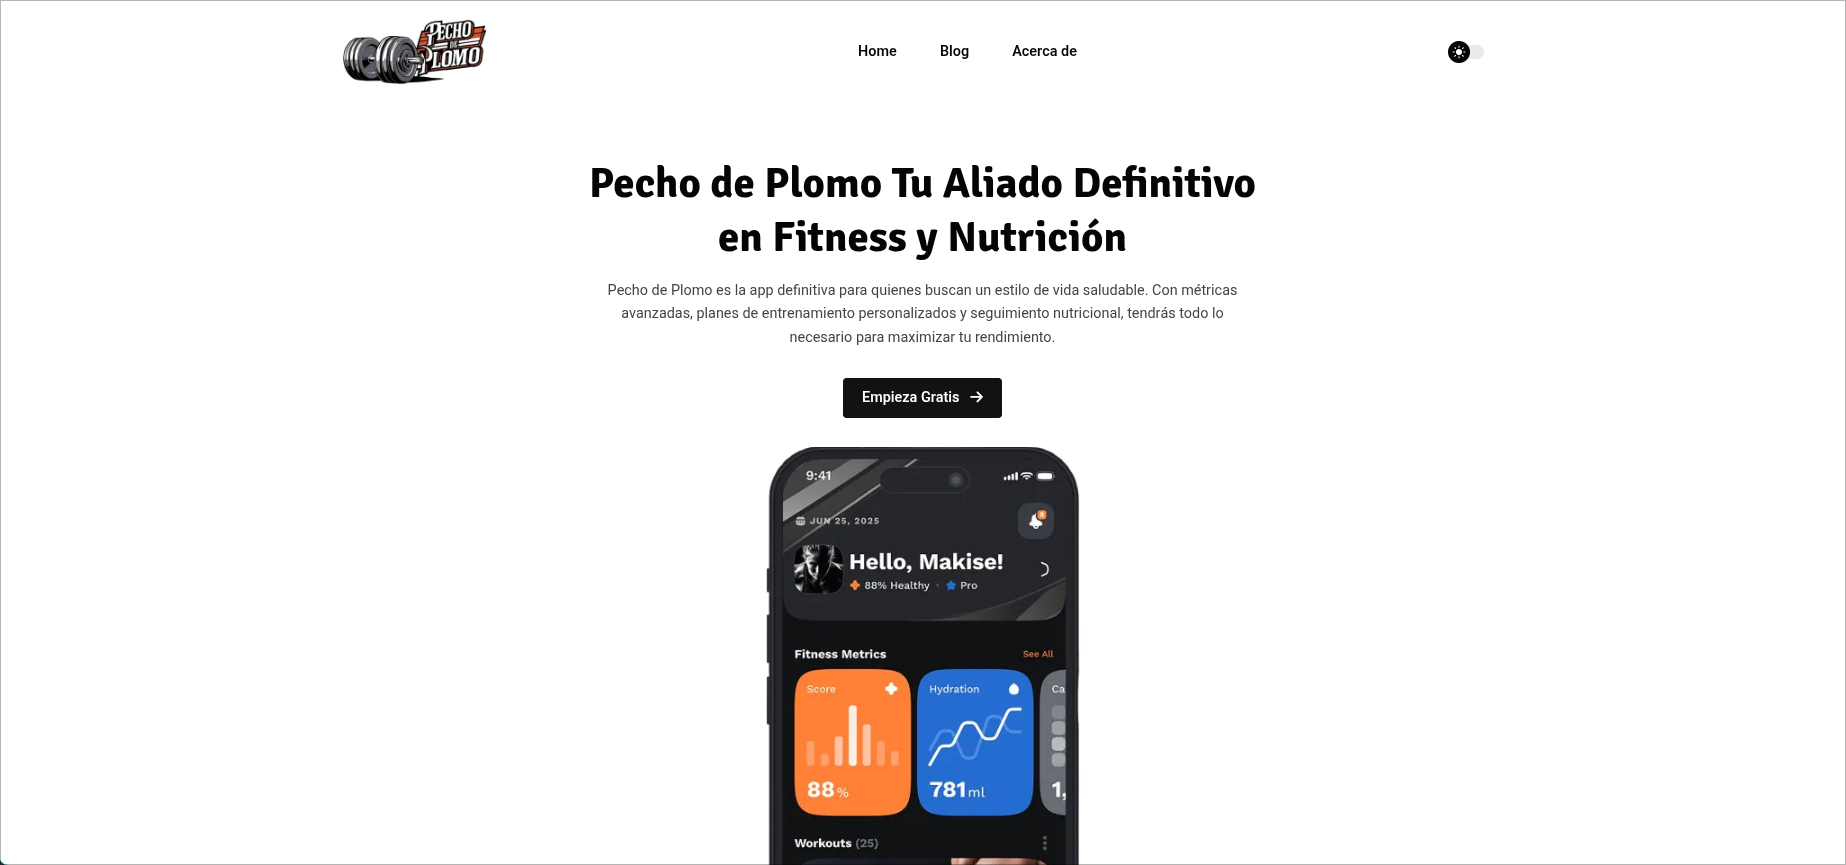 PECHO
DE
PLOMO
Home Blog Acerca de
Pecho de Plomo Tu Aliado Definitivo
en Fitness y Nutrición
Pecho de Plomo es la app definitiva para quienes buscan un estilo de vida saludable. Con métricas
avanzadas, planes de entrenamiento personalizados y seguimiento nutricional, tendrás todo lo
necesario para maximizar tu rendimiento.
Empieza Gratis
9:41
JUN 25, 2025
Hello, Makise!
88% Healthy · Pro
Fitness Metrics See All
Score Hydration Ca
88% 781 ml 1,
Workouts (25)